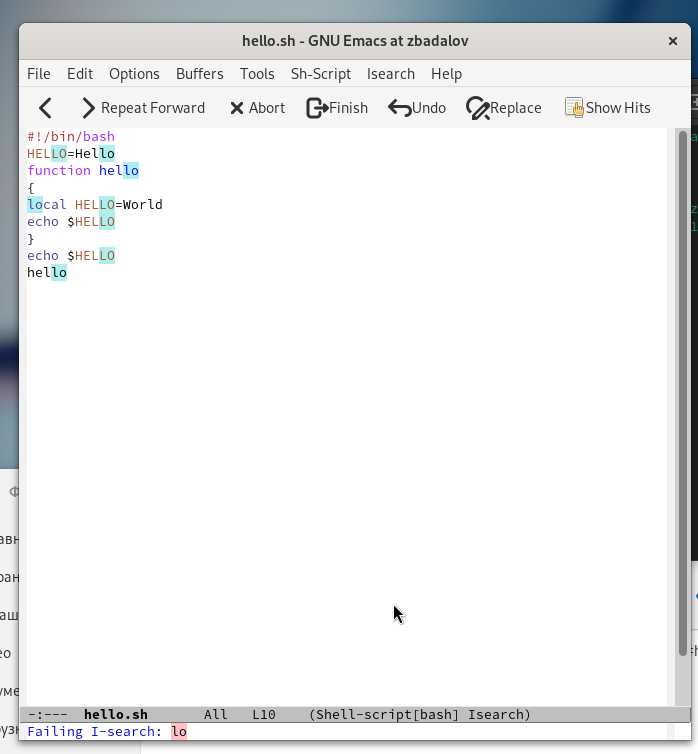 hello.sh - GNU Emacs at zbadalov
File Edit Options Buffers Tools Sh-Script Isearch Help
Repeat Forward Abort Finish Undo Replace Show Hits
#!/bin/bash
HELLO=Hello
function hello
{
local HELLO=World
echo $HELLO
}
echo $HELLO
hello
-:--- hello.sh All L10 (Shell-script[bash] Isearch)
Failing I-search: lo